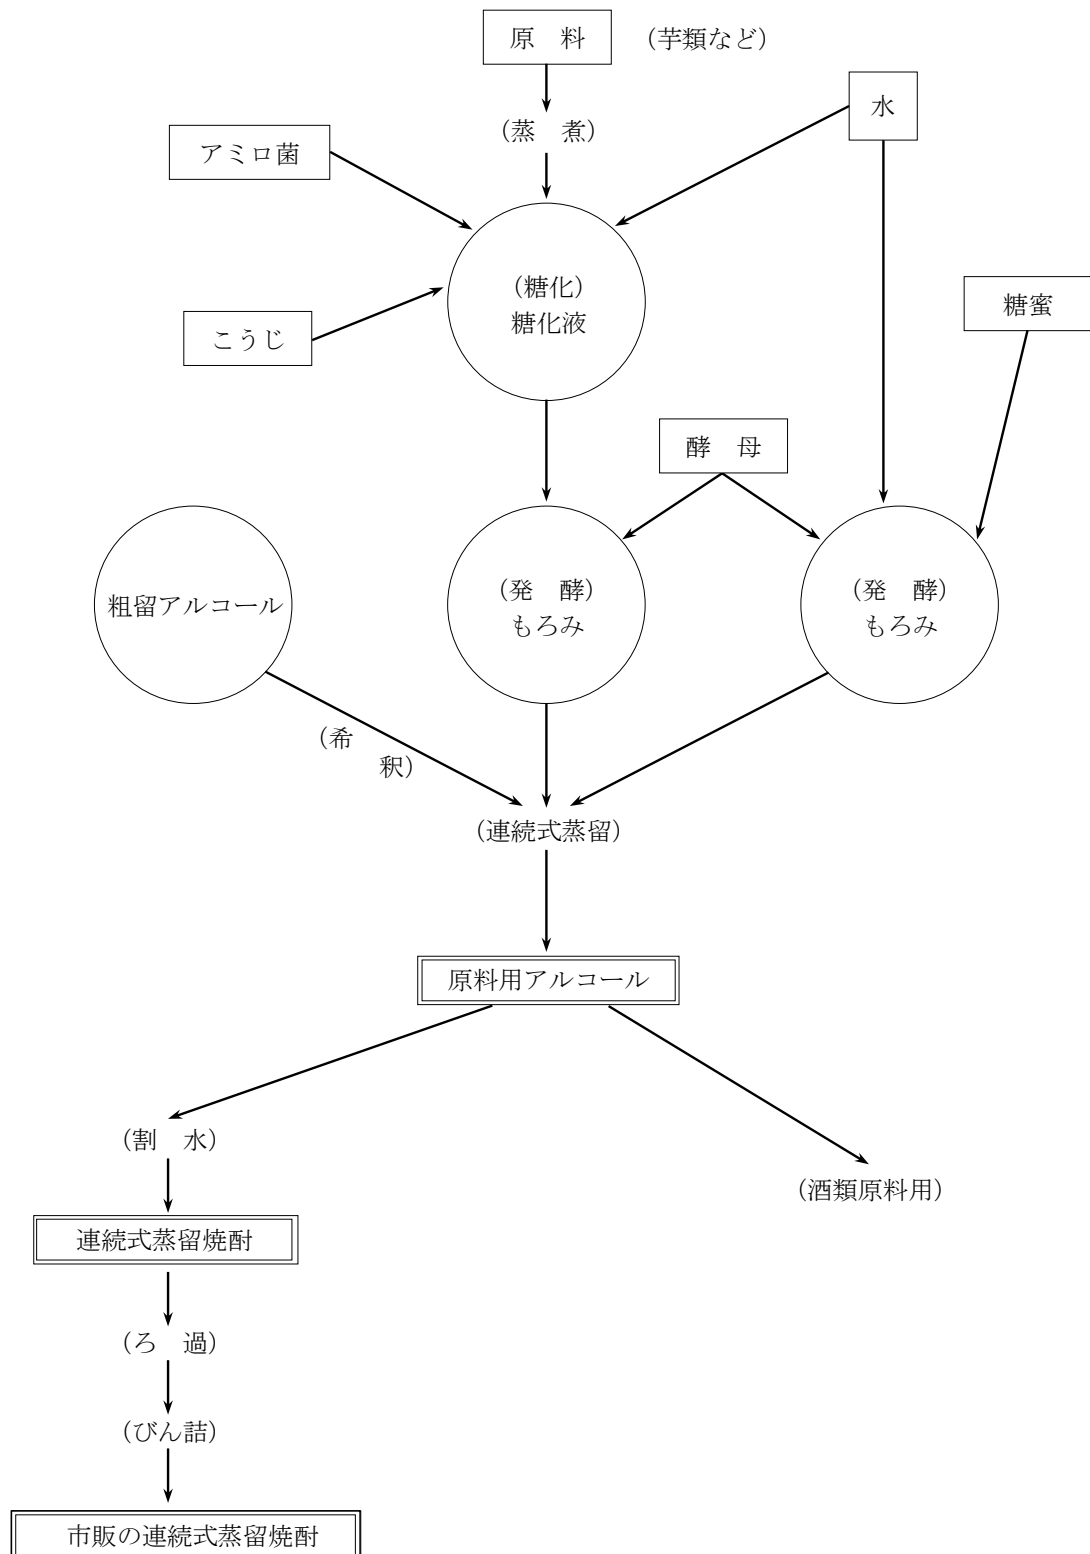 原　料　（芋類など）
水
（蒸　煮）
アミロ菌
（糖化）
糖化液
糖蜜
こうじ
酵　母
（発　酵）
もろみ
（発　酵）
もろみ
粗留アルコール
（希
釈）
（連続式蒸留）
原料用アルコール
（割　水）
（酒類原料用）
連続式蒸留焼酎
（ろ　過）
（びん詰）
市販の連続式蒸留焼酎